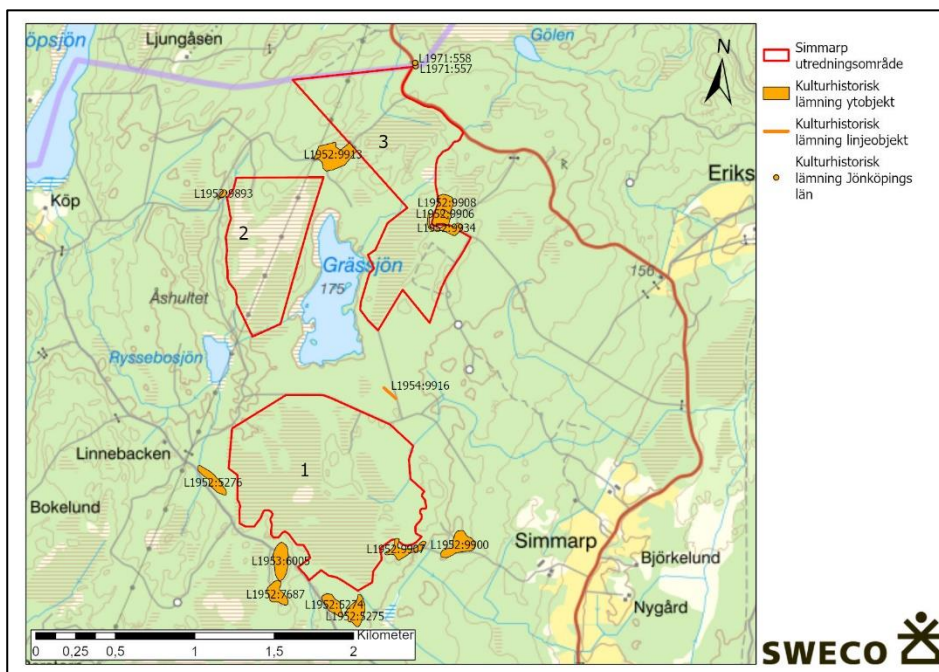 öpsjön
Ljungåsen
Gölen
L1971:558
L1971:557
N
Simmarp
utredningsområde
Kulturhistorisk
lämning ytobjekt
Kulturhistorisk
lämning linjeobjekt
Kulturhistorisk
lämning Jönköpings
län
3
L1952:9913
Eriks
L1952:9893
Köp
L1952:9908
L1952:9906
L1952:9934
2
Grässjön
175
156
Åshultet
Ryssebosjön
L1954:9916
Linnebacken
1
L1952:5276
Bokelund
L1952:9907
L1952:9900
Simmarp
L1953:6005
Björkelund
L1952:7687
L1952:5274
L1952:5275
Nygård
Kilometer
0 0,25 0,5 1 1,5 2
SWECO